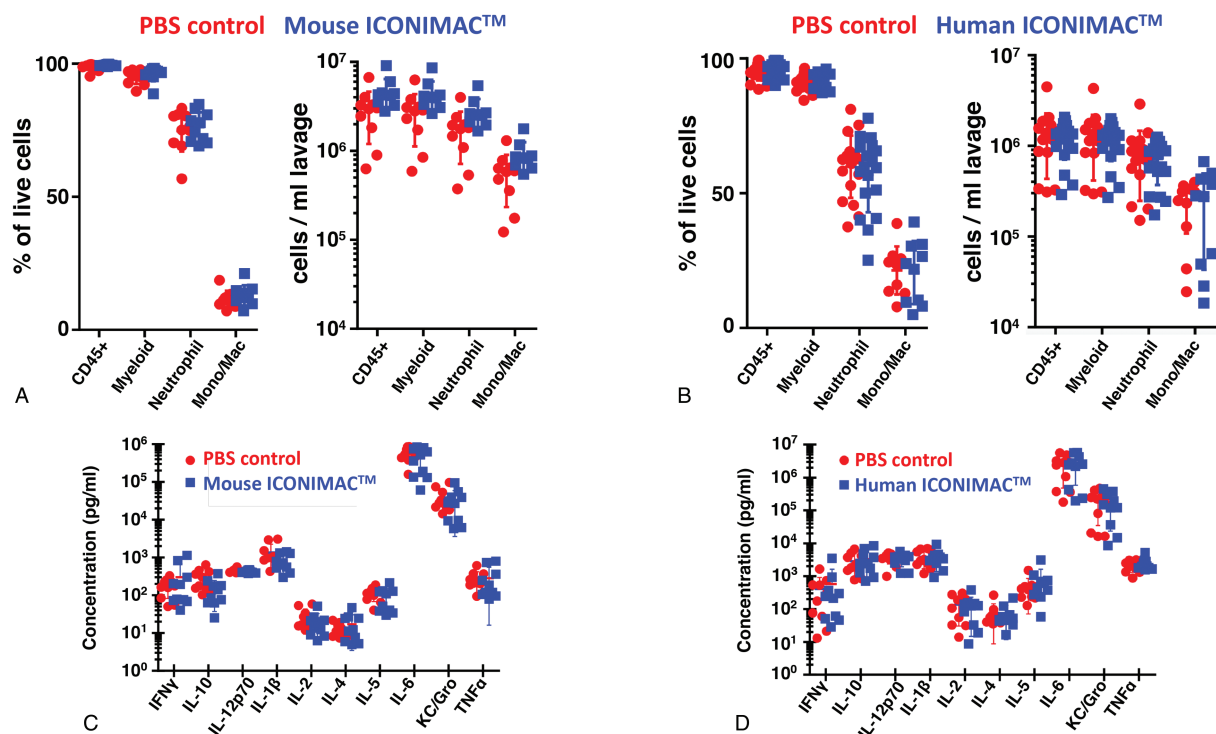 PBS control Mouse ICONIMAC™
% of live cells
100
50
0
CD45+
Myeloid
Neutrophil
Mono/Mac
cells / ml lavage
10⁷
10⁶
10⁵
10⁴
CD45+
Myeloid
Neutrophil
Mono/Mac
A
PBS control Human ICONIMAC™
% of live cells
100
50
0
CD45+
Myeloid
Neutrophil
Mono/Mac
cells / ml lavage
10⁷
10⁶
10⁵
10⁴
CD45+
Myeloid
Neutrophil
Mono/Mac
B
PBS control
Mouse ICONIMAC™
Concentration (pg/ml)
10⁶
10⁵
10⁴
10³
10²
10¹
10⁰
IFNγ
IL-10
IL-12p70
IL-1β
IL-2
IL-4
IL-5
IL-6
KC/Gro
TNFα
C
PBS control
Human ICONIMAC™
Concentration (pg/ml)
10⁷
10⁶
10⁵
10⁴
10³
10²
10¹
10⁰
IFNγ
IL-10
IL-12p70
IL-1β
IL-2
IL-4
IL-5
IL-6
KC/Gro
TNFα
D